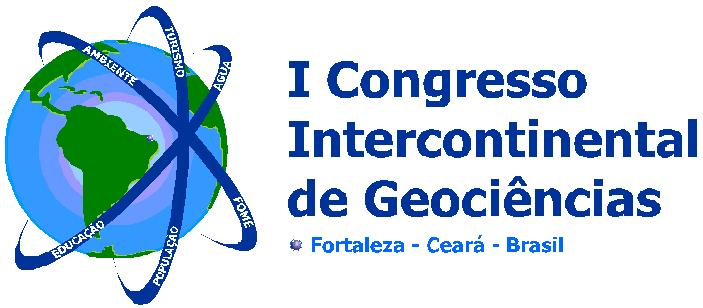 AMBIENTE
TURISMO
ÁGUA
EDUCAÇÃO
POPULAÇÃO
FOME
I Congresso
Intercontinental
de Geociências
Fortaleza - Ceará - Brasil